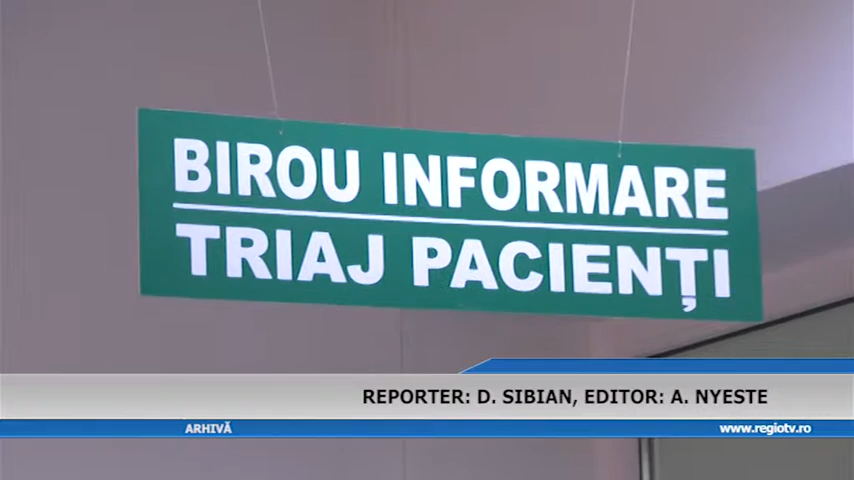 BIROU INFORMARE
TRIAJ PACIENȚI
REPORTER: D. SIBIAN, EDITOR: A. NYESTE
ARHIVĂ
www.regiotv.ro